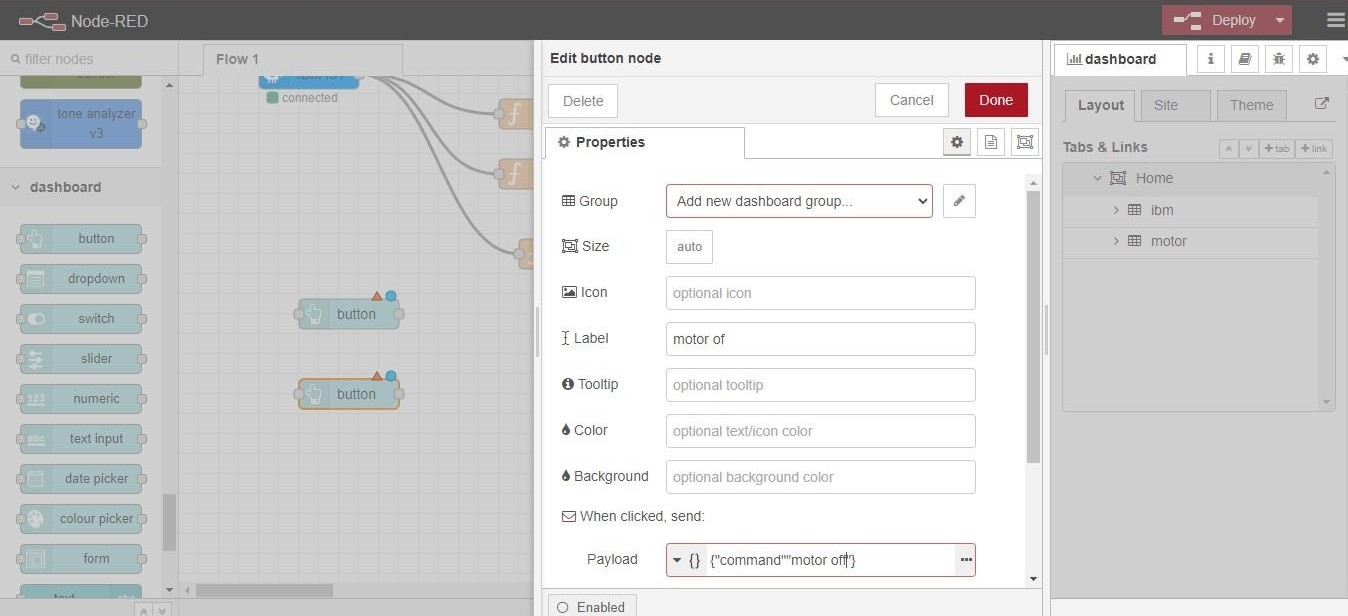 Node-RED
Deploy
filter nodes
Flow 1
Edit button node
dashboard
Delete
Cancel
Done
connected
tone analyzer
v3
Properties
Layout
Site
Theme
Tabs & Links
tab
link
Home
ibm
motor
dashboard
button
dropdown
switch
slider
123 numeric
abc text input
date picker
colour picker
form
text abc
button
button
Group
Add new dashboard group...
Size
auto
Icon
optional icon
Label
motor of
Tooltip
optional tooltip
Color
optional text/icon color
Background
optional background color
When clicked, send:
Payload
{} {"command""motor off"}
Enabled